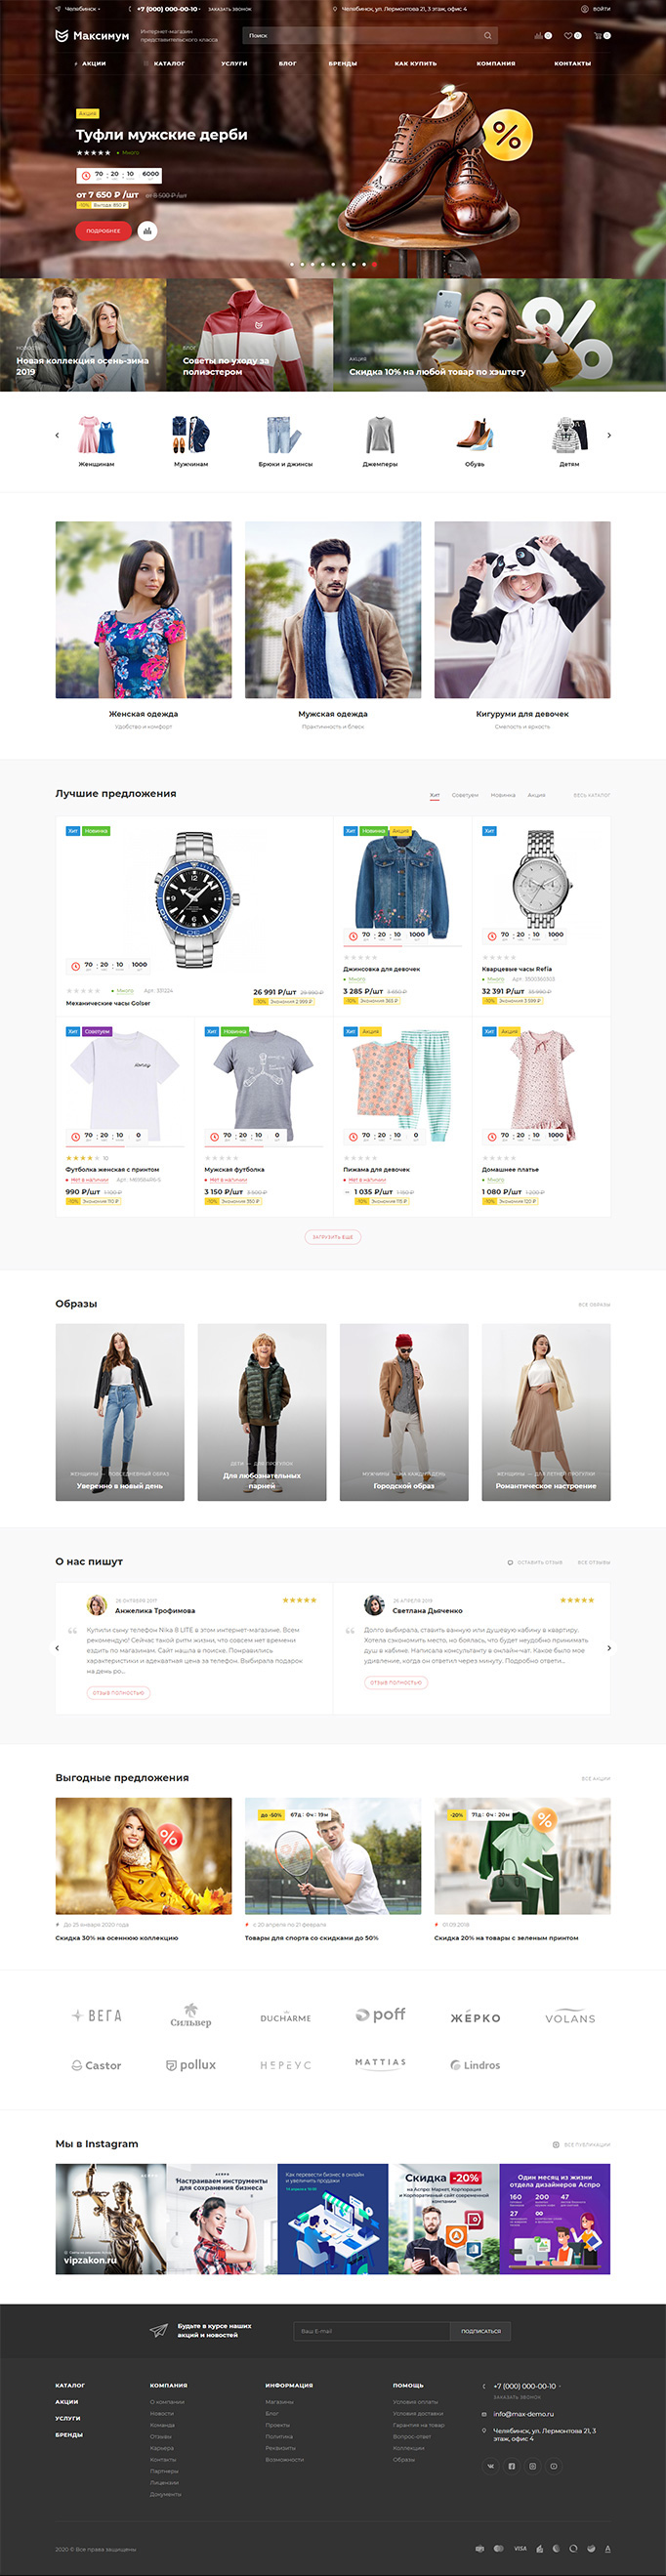 Челябинск
+7 (000) 000-00-10
ЗАКАЗАТЬ ЗВОНОК
Челябинск, ул. Лермонтова 21, 3 этаж, офис 4
ВОЙТИ
Максимум
Интернет-магазин
представительского класса
Поиск
0
0
0
АКЦИИ
КАТАЛОГ
УСЛУГИ
БЛОГ
БРЕНДЫ
КАК КУПИТЬ
КОМПАНИЯ
КОНТАКТЫ
Акция
Туфли мужские дерби
Много
70 : 20 : 10 6000
от 7 650 ₽ /шт от 8 500 ₽ /шт
-10% Выгода: 850 ₽
ПОДРОБНЕЕ
%
НОВОСТИ
Новая коллекция осень-зима
2019
БЛОГ
Советы по уходу за
полиэстером
АКЦИЯ
Скидка 10% на любой товар по хэштегу
%
Женщинам
Мужчинам
Брюки и джинсы
Джемперы
Обувь
Детям
Женская одежда
Удобство и комфорт
Мужская одежда
Практичность и блеск
Кигуруми для девочек
Смелость и яркость
Лучшие предложения
Хит
Советуем
Новинка
Акция
ВЕСЬ КАТАЛОГ
Хит Новинка
70 : 20 : 10 1000
Много
Арт.: 331224
Механические часы Golser
26 991 ₽/шт 29 990 ₽
-10% Экономия 2 999 ₽
Хит Новинка Акция
70 : 20 : 10 1000
Джинсовка для девочек
Много
3 285 ₽/шт 3 650 ₽
-10% Экономия 365 ₽
Хит
70 : 20 : 10 1000
Кварцевые часы Refia
Много
32 391 ₽/шт 35 990 ₽
-10% Экономия 3 599 ₽
Хит Советуем
70 : 20 : 10 0
10
Футболка женская с принтом
Нет в наличии
990 ₽/шт 1 100 ₽
-10% Экономия 110 ₽
Хит Новинка
70 : 20 : 10 0
Мужская футболка
Нет в наличии
3 150 ₽/шт 3 500 ₽
-10% Экономия 350 ₽
Хит Акция
70 : 20 : 10 0
Пижама для девочек
Нет в наличии
1 035 ₽/шт 1 150 ₽
-10% Экономия 115 ₽
Хит Акция
70 : 20 : 10 1000
Домашнее платье
Много
1 080 ₽/шт 1 200 ₽
-10% Экономия 120 ₽
ЗАГРУЗИТЬ ЕЩЕ
Образы
ВСЕ ОБРАЗЫ
ЖЕНЩИНЫ — ПОВСЕДНЕВНЫЙ ОБРАЗ
Уверенно в новый день
ДЕТИ — ДЛЯ ПРОГУЛОК
Для любознательных
парней
МУЖЧИНЫ — НА КАЖДЫЙ ДЕНЬ
Городской образ
ЖЕНЩИНЫ — ДЛЯ ЛЕТНЕЙ ПРОГУЛКИ
Романтическое настроение
О нас пишут
ОСТАВИТЬ ОТЗЫВ
ВСЕ ОТЗЫВЫ
26 ОКТЯБРЯ 2017
Анжелика Трофимова
Купили сыну телефон Nika 8 LITE в этом интернет-магазине. Всем
рекомендую! Сейчас такой ритм жизни, что совсем нет времени
ездить по магазинам. Сайт нашла в поиске. Понравились
характеристики и адекватная цена за телефон. Выбирала подарок
на день ро...
ОТЗЫВ ПОЛНОСТЬЮ
26 АПРЕЛЯ 2019
Светлана Дьяченко
Долго выбирала, ставить ванную или душевую кабину в квартиру.
Хотела сэкономить место, но боялась, что будет неудобно принимать
душ в кабине. Написала консультанту в онлайн-чат. Какое было мое
удивление, когда он ответил через минуту. Подробно ответи...
ОТЗЫВ ПОЛНОСТЬЮ
Выгодные предложения
ВСЕ АКЦИИ
%
До 25 января 2020 года
Скидка 30% на осеннюю коллекцию
до -50% 67д : 0ч : 19м
с 20 апреля по 21 февраля
Товары для спорта со скидками до 50%
-20% 71д : 0ч : 20м
%
01.09.2018
Скидка 20% на товары с зеленым принтом
ВЕГА
Сильвер
DUCHARME
poff
ЖЁРКО
VOLANS
Castor
pollux
НЕРЕУС
MATTIAS
Lindros
Мы в Instagram
ВСЕ ПУБЛИКАЦИИ
vipzakon.ru
АСПРО
Настраиваем инструменты
для сохранения бизнеса
Как перевести бизнес в онлайн
и увеличить продажи
Скидка -20%
на Аспро: Маркет, Корпорация
и Корпоративный сайт современной
компании
Один месяц из жизни
отдела дизайнеров Аспро
160 200 47
27 00
Будьте в курсе наших
акций и новостей
Ваш E-mail
ПОДПИСАТЬСЯ
КАТАЛОГ
АКЦИИ
УСЛУГИ
БРЕНДЫ
КОМПАНИЯ
О компании
Новости
Команда
Отзывы
Карьера
Контакты
Партнеры
Лицензии
Документы
ИНФОРМАЦИЯ
Магазины
Блог
Проекты
Политика
Реквизиты
Возможности
ПОМОЩЬ
Условия оплаты
Условия доставки
Гарантия на товар
Вопрос-ответ
Коллекции
Образы
+7 (000) 000-00-10
ЗАКАЗАТЬ ЗВОНОК
info@max-demo.ru
Челябинск, ул. Лермонтова 21, 3
этаж, офис 4
2020 © Все права защищены
VISA